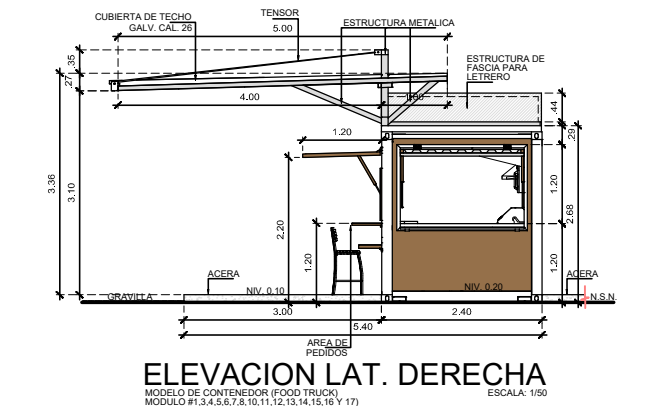 CUBIERTA DE TECHO
GALV. CAL. 26
TENSOR
5.00
ESTRUCTURA METALICA
ESTRUCTURA DE
FASCIA PARA
LETRERO
.35
.27
4.00
.44
.29
1.20
3.36
3.10
2.20
1.20
1.20
1.20
2.68
ACERA
ACERA
GRAVILLA
NIV. 0.10
NIV. 0.20
N.S.N.
3.00
2.40
5.40
AREA DE
PEDIDOS
ELEVACION LAT. DERECHA
MODELO DE CONTENEDOR (FOOD TRUCK)
ESCALA: 1/50
MODULO #1,3,4,5,6,7,8,10,11,12,13,14,15,16 Y 17)